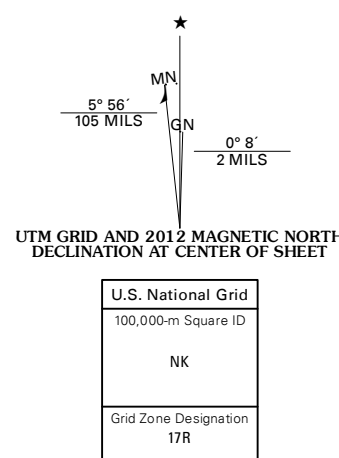 ★
MN
5° 56´
105 MILS
GN
0° 8´
2 MILS
UTM GRID AND 2012 MAGNETIC NORTH
DECLINATION AT CENTER OF SHEET
U.S. National Grid
100,000-m Square ID
NK
Grid Zone Designation
17R